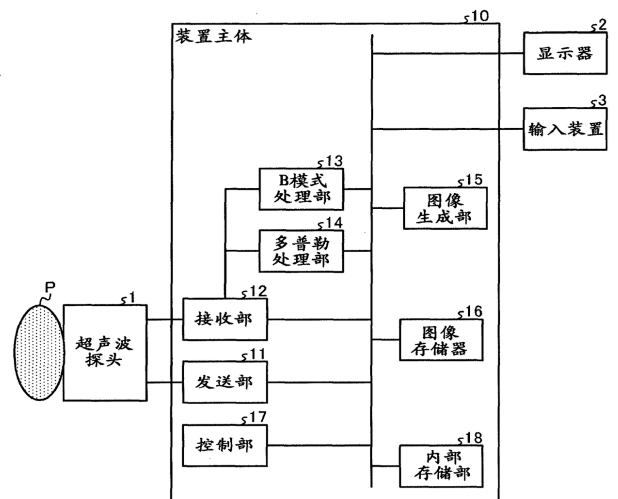 10
装置主体
2
显示器
3
输入装置
13
B模式
处理部
15
图像
生成部
14
多普勒
处理部
P
1
超声波
探头
12
接收部
16
图像
存储器
11
发送部
17
控制部
18
内部
存储部